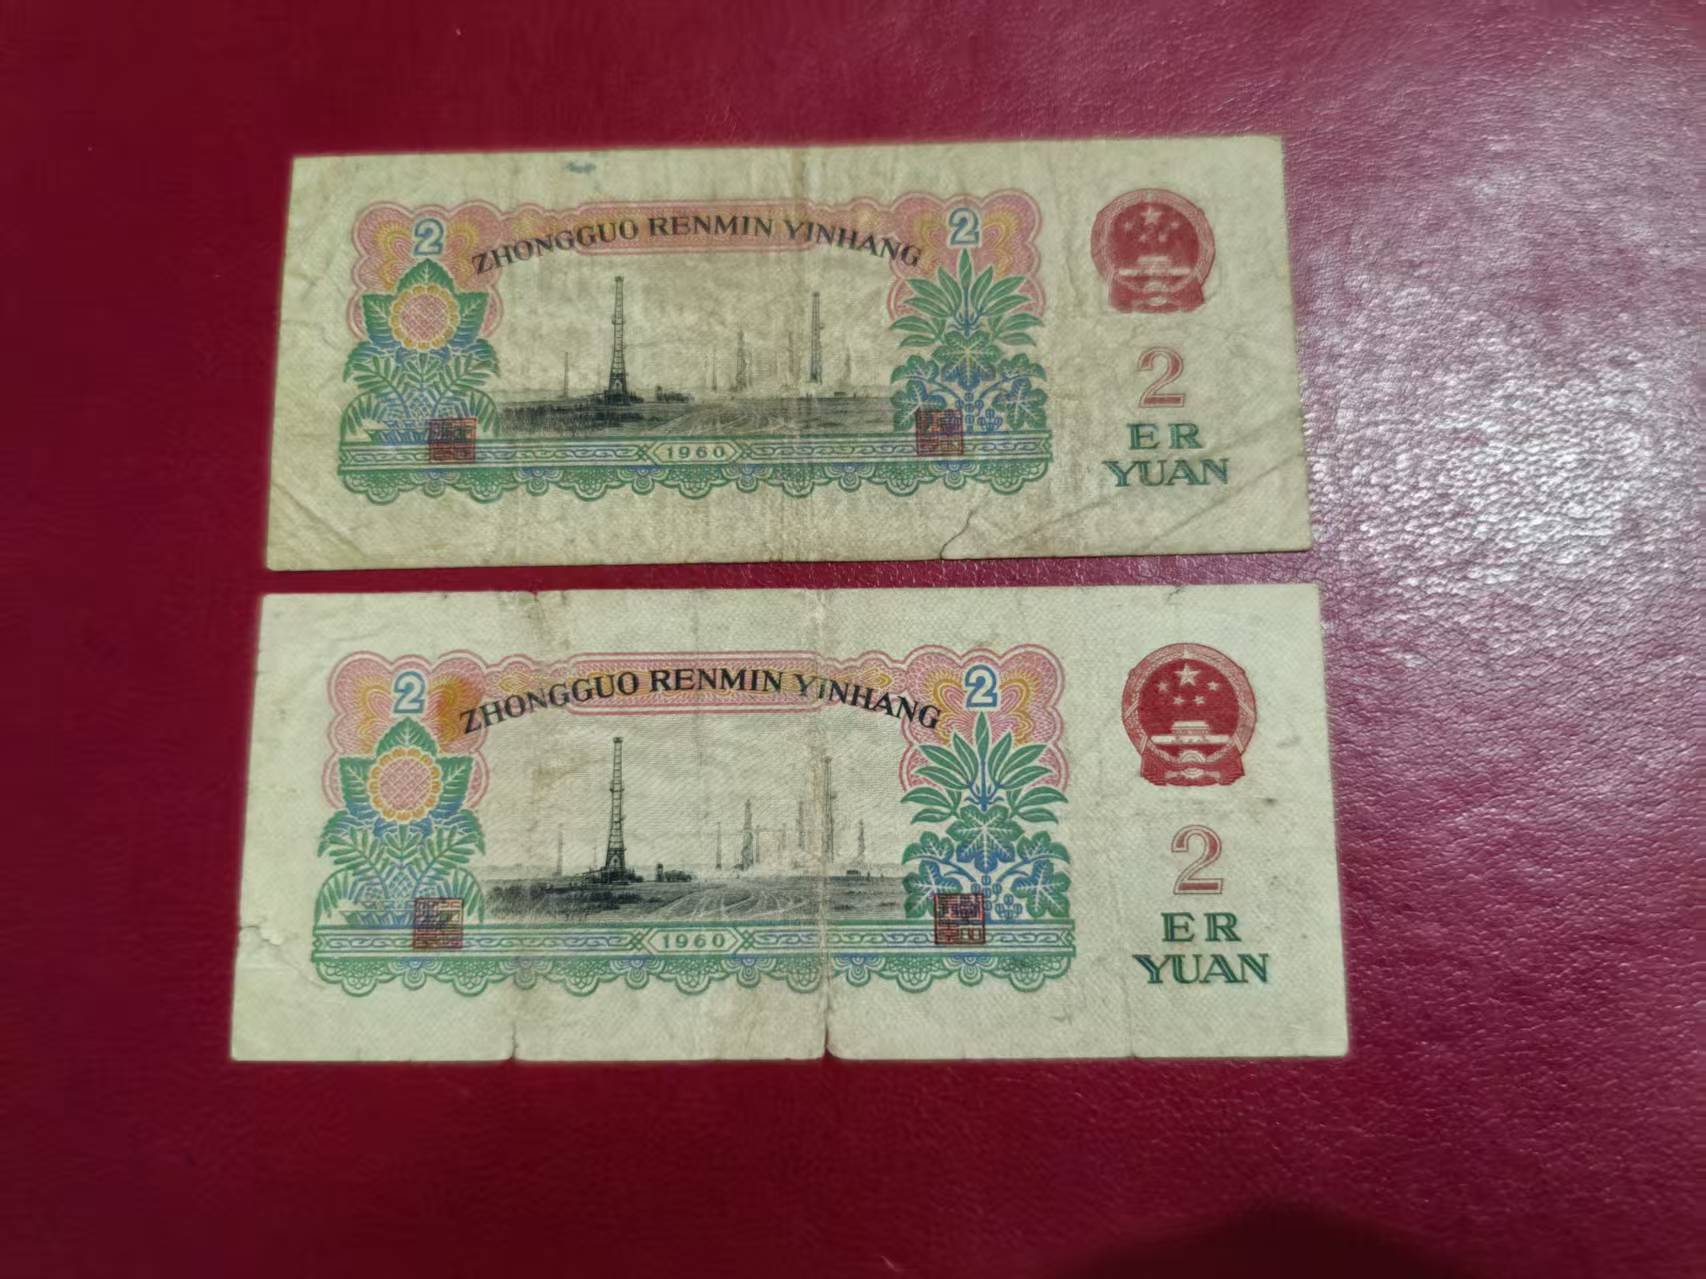 2 ZHONGGUO RENMIN YINHANG 2
2
ER
YUAN
1960
2 ZHONGGUO RENMIN YINHANG 2
2
ER
YUAN
1960